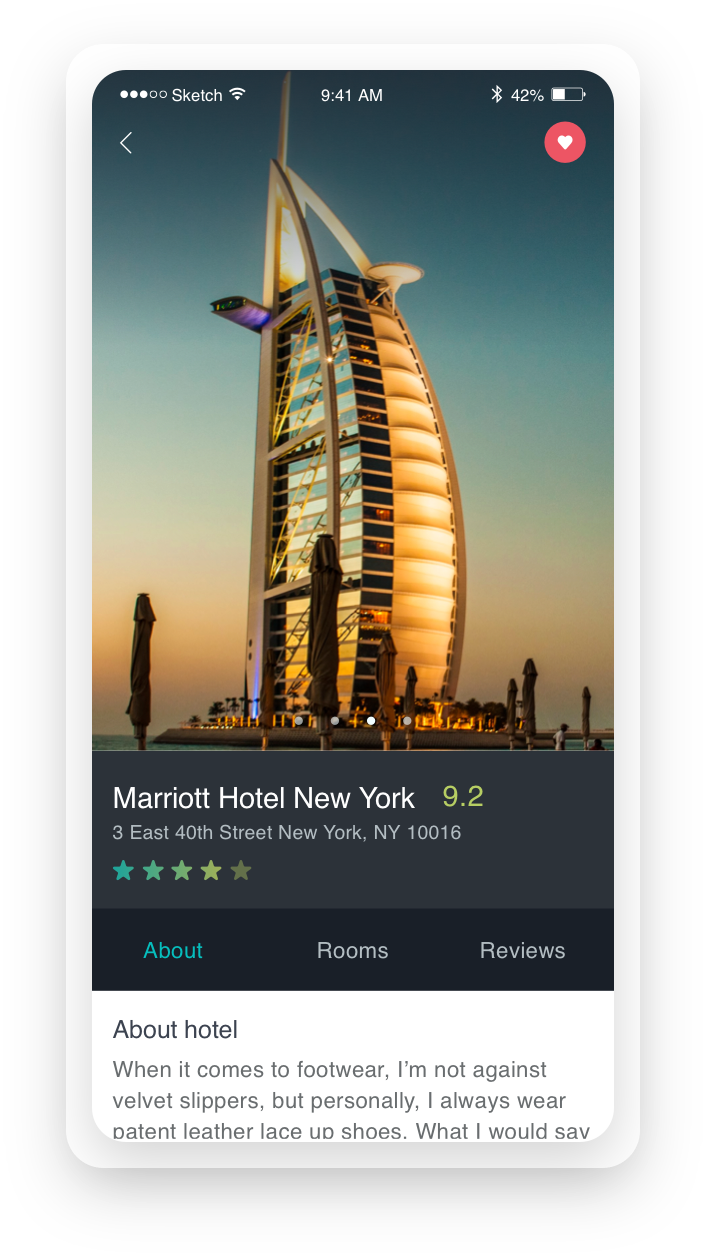 Sketch 9:41 AM 42%
Marriott Hotel New York 9.2
3 East 40th Street New York, NY 10016
About Rooms Reviews
About hotel
When it comes to footwear, I’m not against
velvet slippers, but personally, I always wear
patent leather lace up shoes. What I would say